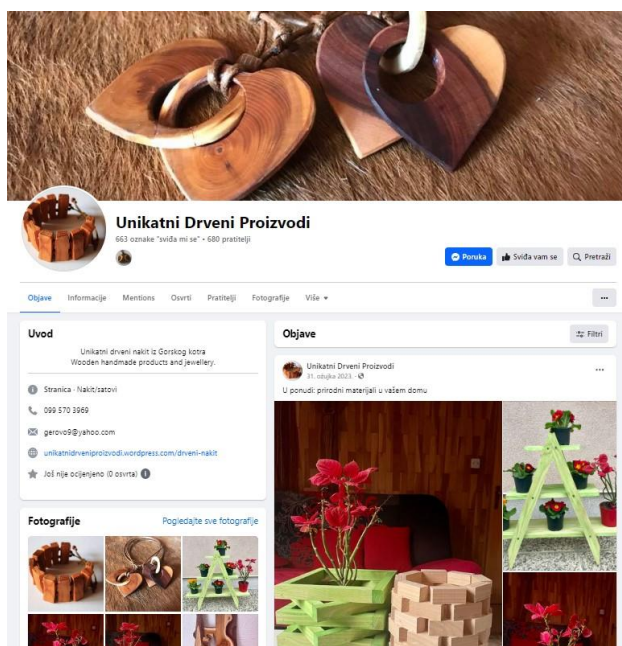 Unikatni Drveni Proizvodi
663 oznake "sviđa mi se" • 680 pratitelji
Poruka
Sviđa vam se
Pretraži
Objave
Informacije
Mentions
Osvrti
Pratitelji
Fotografije
Više
Uvod
Unikatni drveni nakit iz Gorskog kotra
Wooden handmade products and jewellery.
Stranica · Nakit/satovi
099 570 3969
gerovo9@yahoo.com
unikatnidrveniproizvodi.wordpress.com/drveni-nakit
Još nije ocijenjeno (0 osvrta)
Fotografije
Pogledajte sve fotografije
Objave
Filtri
Unikatni Drveni Proizvodi
31. ožujka 2023. ·
U ponudi: prirodni materijali u vašem domu